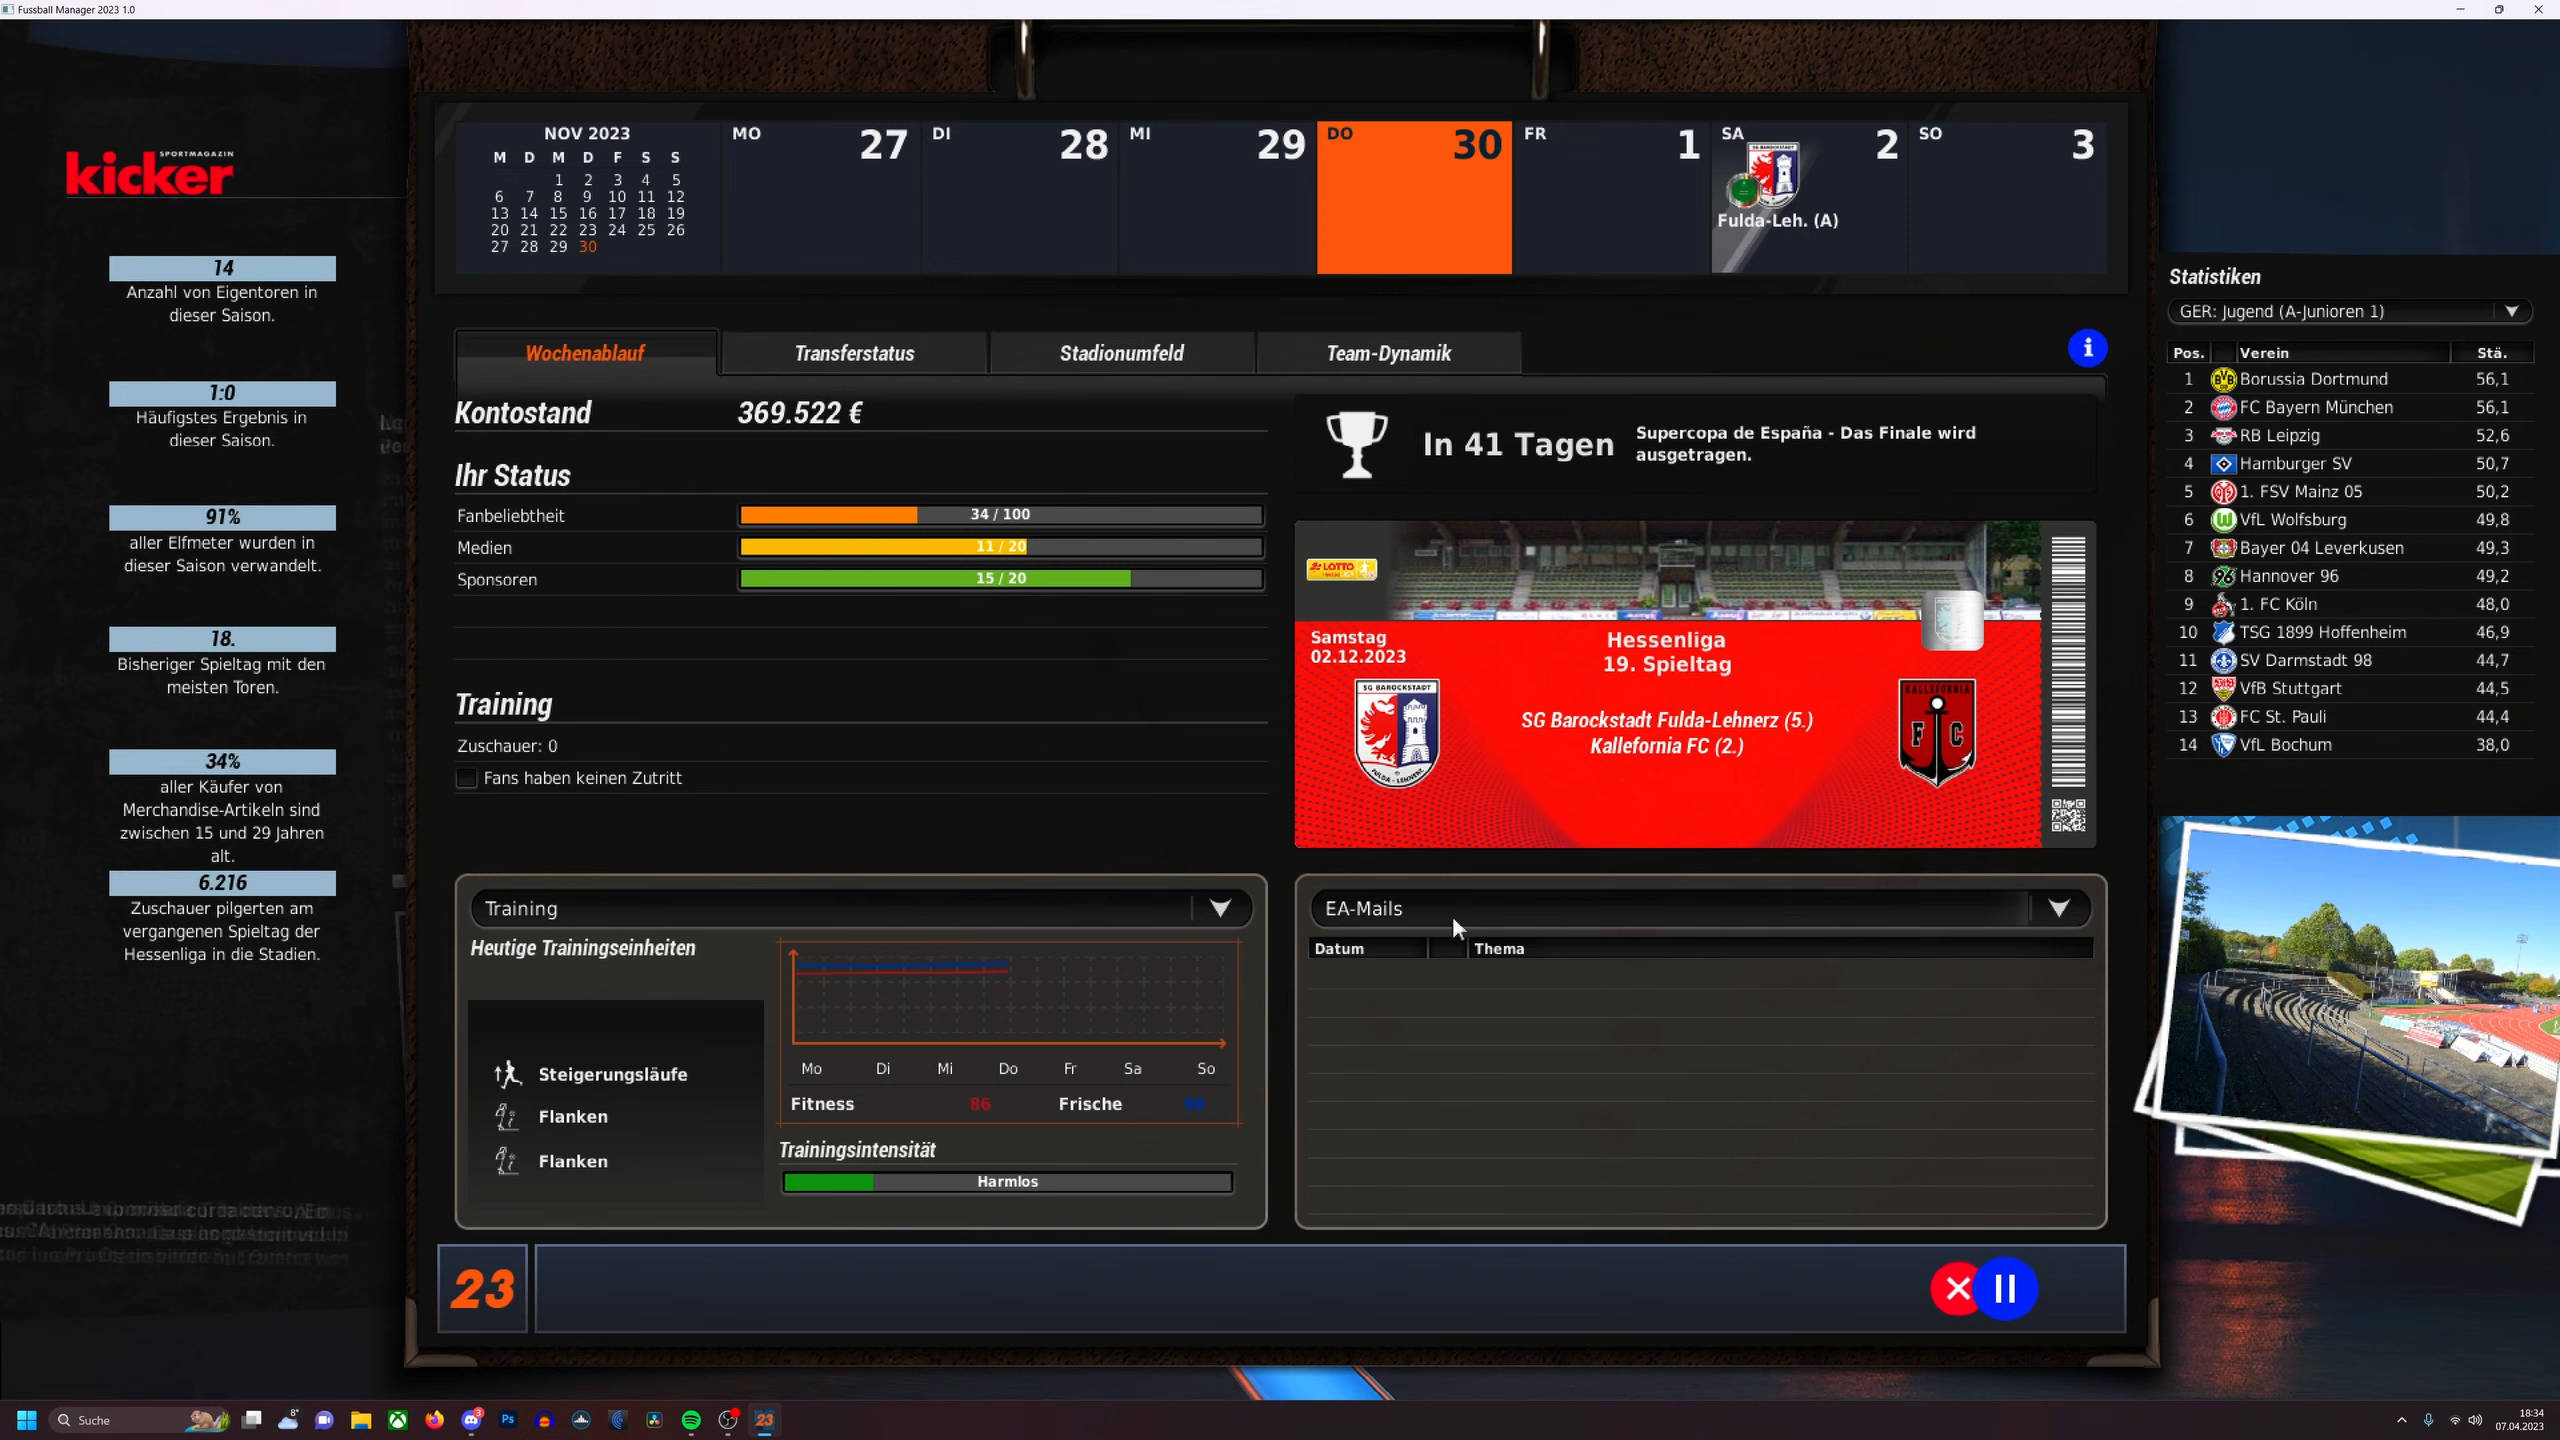 Fussball Manager 2023 1.0
kicker
SPORTMAGAZIN
14
Anzahl von Eigentoren in
dieser Saison.
1:0
Häufigstes Ergebnis in
dieser Saison.
91%
aller Elfmeter wurden in
dieser Saison verwandelt.
18.
Bisheriger Spieltag mit den
meisten Toren.
34%
aller Käufer von
Merchandise-Artikeln sind
zwischen 15 und 29 Jahren
alt.
6.216
Zuschauer pilgerten am
vergangenen Spieltag der
Hessenliga in die Stadien.
NOV 2023
M D M D F S S
1 2 3 4 5
6 7 8 9 10 11 12
13 14 15 16 17 18 19
20 21 22 23 24 25 26
27 28 29 30
MO 27
DI 28
MI 29
DO 30
FR 1
SA 2
SG BAROCKSTADT
Fulda-Leh. (A)
SO 3
Wochenablauf Transferstatus Stadionumfeld Team-Dynamik
Kontostand 369.522 €
Ihr Status
Fanbeliebtheit 34 / 100
Medien 11 / 20
Sponsoren 15 / 20
Training
Zuschauer: 0
Fans haben keinen Zutritt
In 41 Tagen
Supercopa de España - Das Finale wird
ausgetragen.
LOTTO
Samstag
02.12.2023
Hessenliga
19. Spieltag
SG BAROCKSTADT
FULDA - LEHNERZ
SG Barockstadt Fulda-Lehnerz (5.)
Kallefornia FC (2.)
KALLEFORNIA
F C
Training
Heutige Trainingseinheiten
Steigerungsläufe
Flanken
Flanken
Mo Di Mi Do Fr Sa So
Fitness 86 Frische
Trainingsintensität
Harmlos
EA-Mails
Datum Thema
23
Statistiken
GER: Jugend (A-Junioren 1)
Pos. Verein Stä.
1 Borussia Dortmund 56,1
2 FC Bayern München 56,1
3 RB Leipzig 52,6
4 Hamburger SV 50,7
5 1. FSV Mainz 05 50,2
6 VfL Wolfsburg 49,8
7 Bayer 04 Leverkusen 49,3
8 Hannover 96 49,2
9 1. FC Köln 48,0
10 TSG 1899 Hoffenheim 46,9
11 SV Darmstadt 98 44,7
12 VfB Stuttgart 44,5
13 FC St. Pauli 44,4
14 VfL Bochum 38,0
Suche
8°
3
Ps
23
18:34
07.04.2023